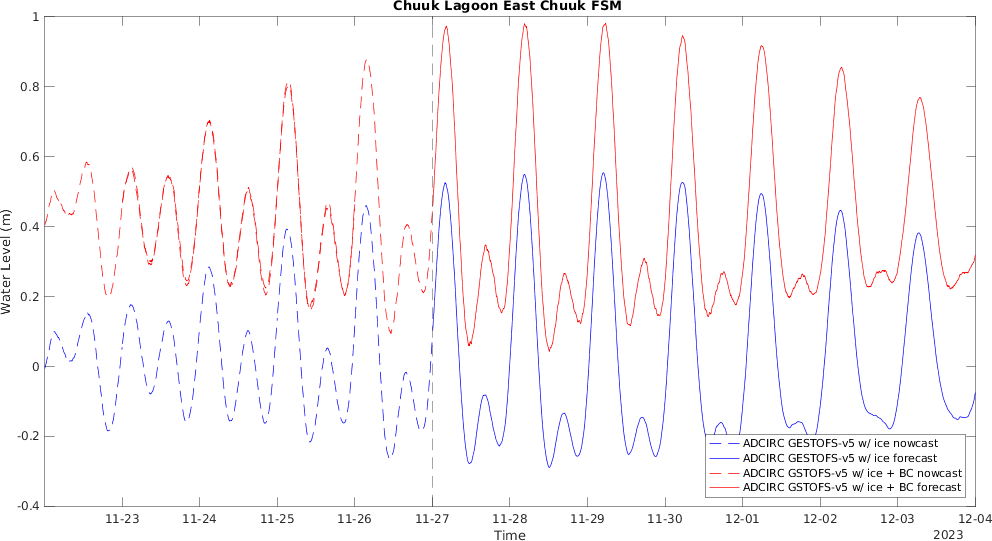 Chuuk Lagoon East Chuuk FSM
1
0.8
0.6
0.4
0.2
0
-0.2
-0.4
Water Level (m)
ADCIRC GESTOFS-v5 w/ ice nowcast
ADCIRC GESTOFS-v5 w/ ice forecast
ADCIRC GSTOFS-v5 w/ ice + BC nowcast
ADCIRC GSTOFS-v5 w/ ice + BC forecast
11-23 11-24 11-25 11-26 11-27 11-28 11-29 11-30 12-01 12-02 12-03 12-04
Time
2023